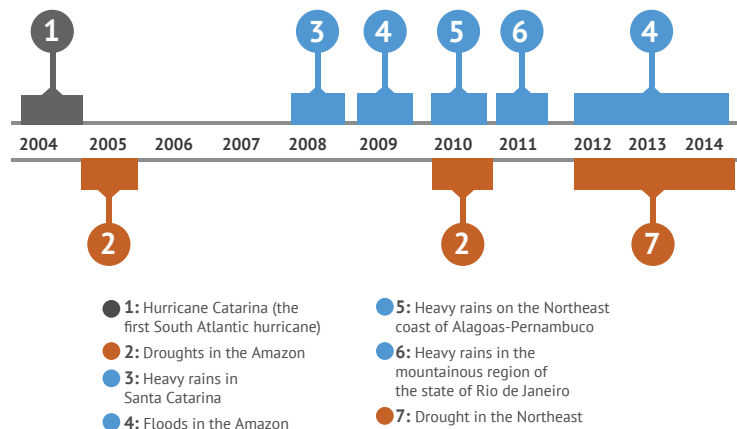 1 3 4 5 6 4
2004 2005 2006 2007 2008 2009 2010 2011 2012 2013 2014
2 2 7
1: Hurricane Catarina (the
first South Atlantic hurricane)
2: Droughts in the Amazon
3: Heavy rains in
Santa Catarina
4: Floods in the Amazon
5: Heavy rains on the Northeast
coast of Alagoas-Pernambuco
6: Heavy rains in the
mountainous region of
the state of Rio de Janeiro
7: Drought in the Northeast